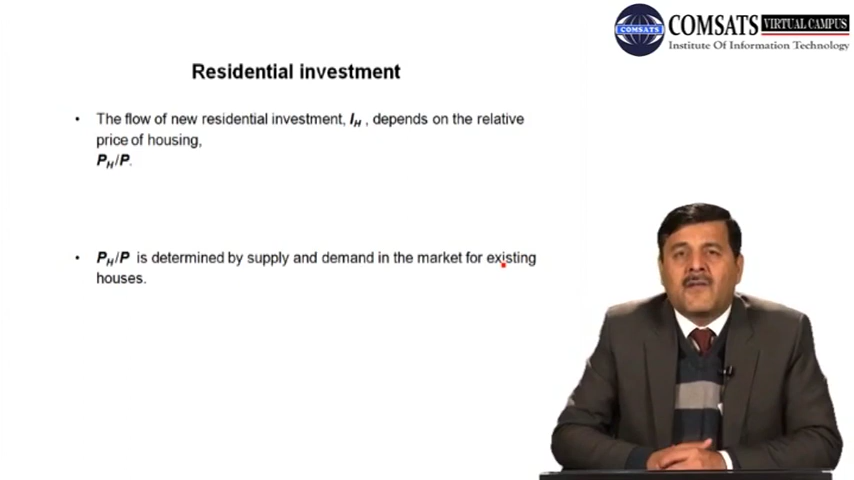 COMSATS VIRTUAL CAMPUS
COMSATS
Institute Of Information Technology
Residential investment
• The flow of new residential investment, I_H , depends on the relative
price of housing,
P_H/P.
• P_H/P is determined by supply and demand in the market for existing
houses.